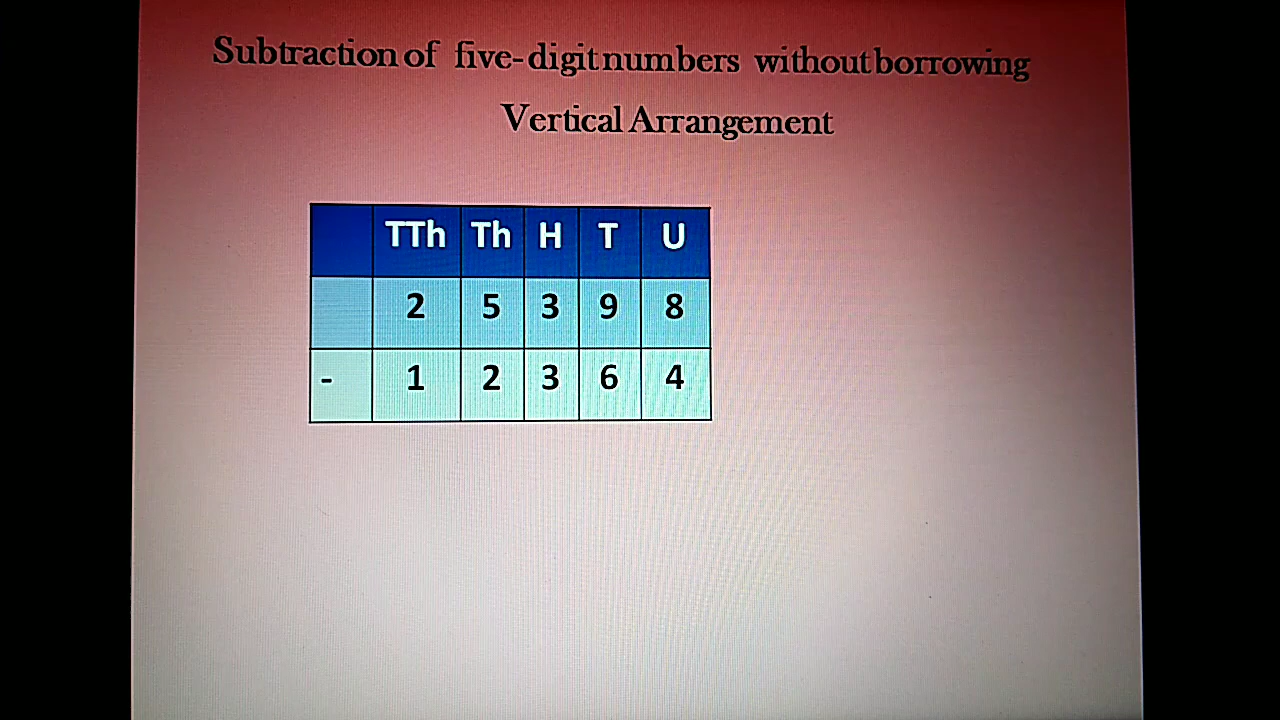 Subtraction of five-digit numbers without borrowing
Vertical Arrangement
TTh Th H T U
2 5 3 9 8
- 1 2 3 6 4